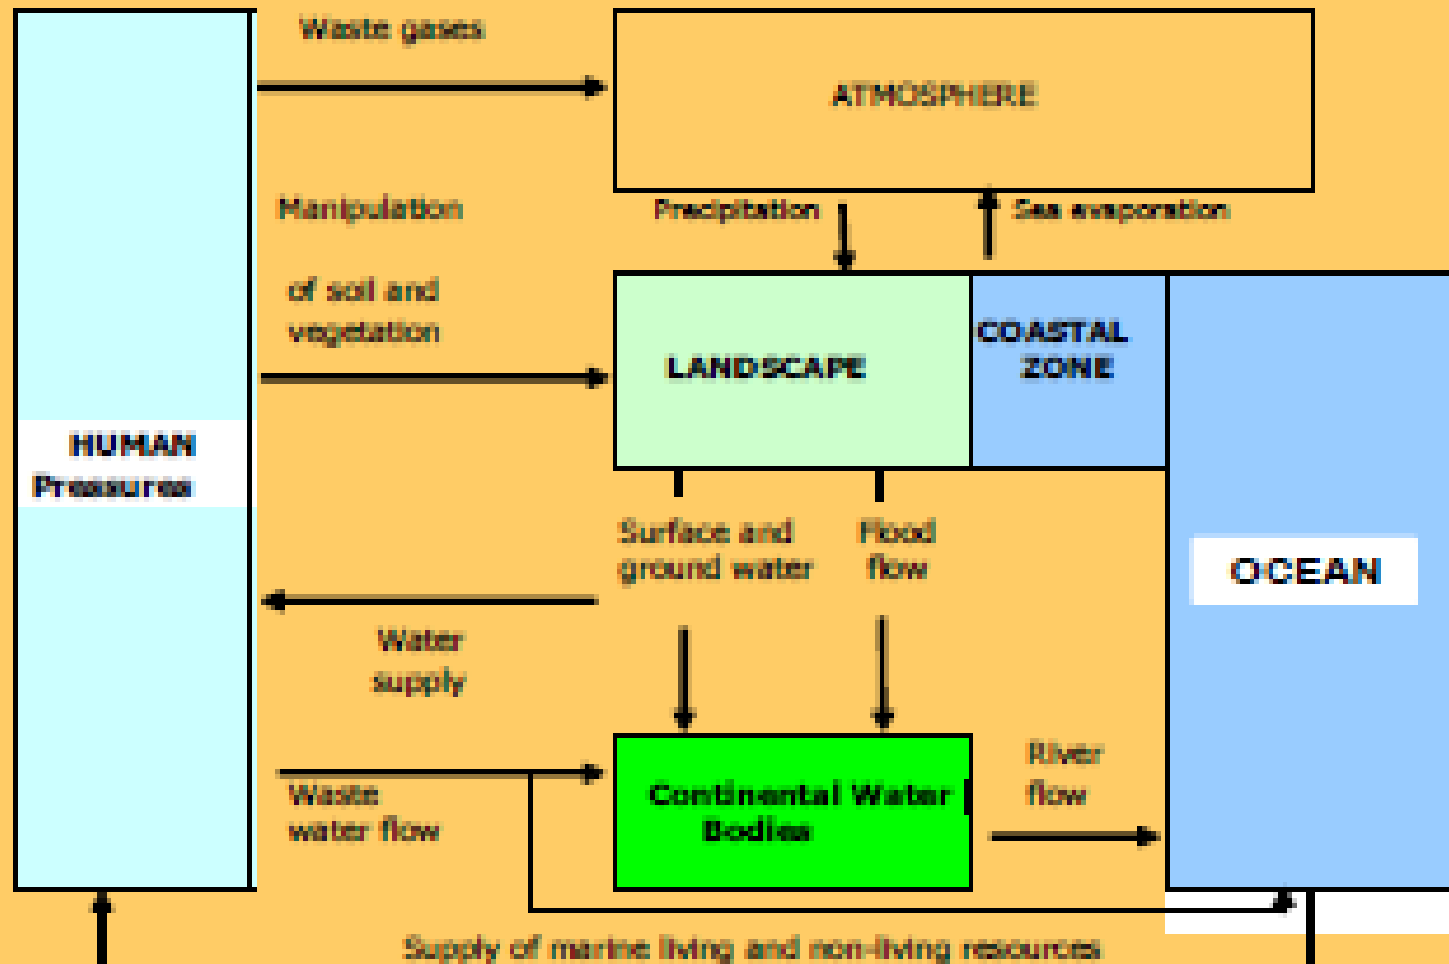 Waste gases
ATMOSPHERE
Manipulation
of soil and
vegetation
Precipitation
Sea evaporation
LANDSCAPE
COASTAL
ZONE
HUMAN
Pressures
Surface and
ground water
Flood
flow
OCEAN
Water
supply
Waste
water flow
Continental Water
Bodies
River
flow
Supply of marine living and non-living resources